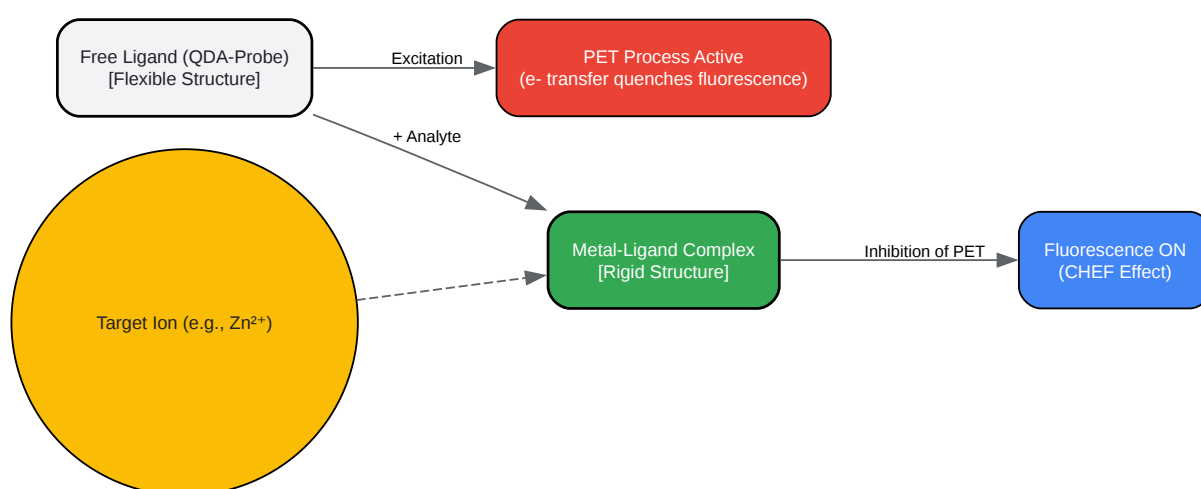 Free Ligand (QDA-Probe)
[Flexible Structure]
Excitation
PET Process Active
(e- transfer quenches fluorescence)
+ Analyte
Metal-Ligand Complex
[Rigid Structure]
Inhibition of PET
Fluorescence ON
(CHEF Effect)
Target Ion (e.g., Zn²⁺)